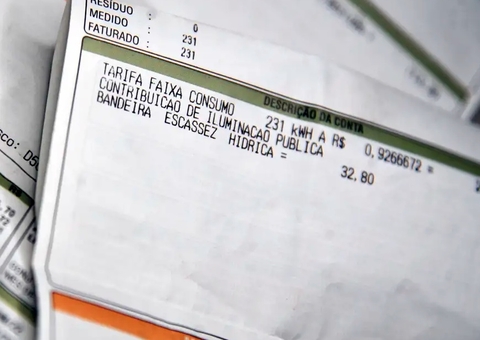 RESÍDUO : 0
MEDIDO : 231
FATURADO : 231
DESCRIÇÃO DA CONTA
TARIFA FAIXA CONSUMO 231 KWH A R$ 0,9266672 =
CONTRIBUICAO DE ILUMINACAO PUBLICA
BANDEIRA ESCASSEZ HIDRICA = 32,80